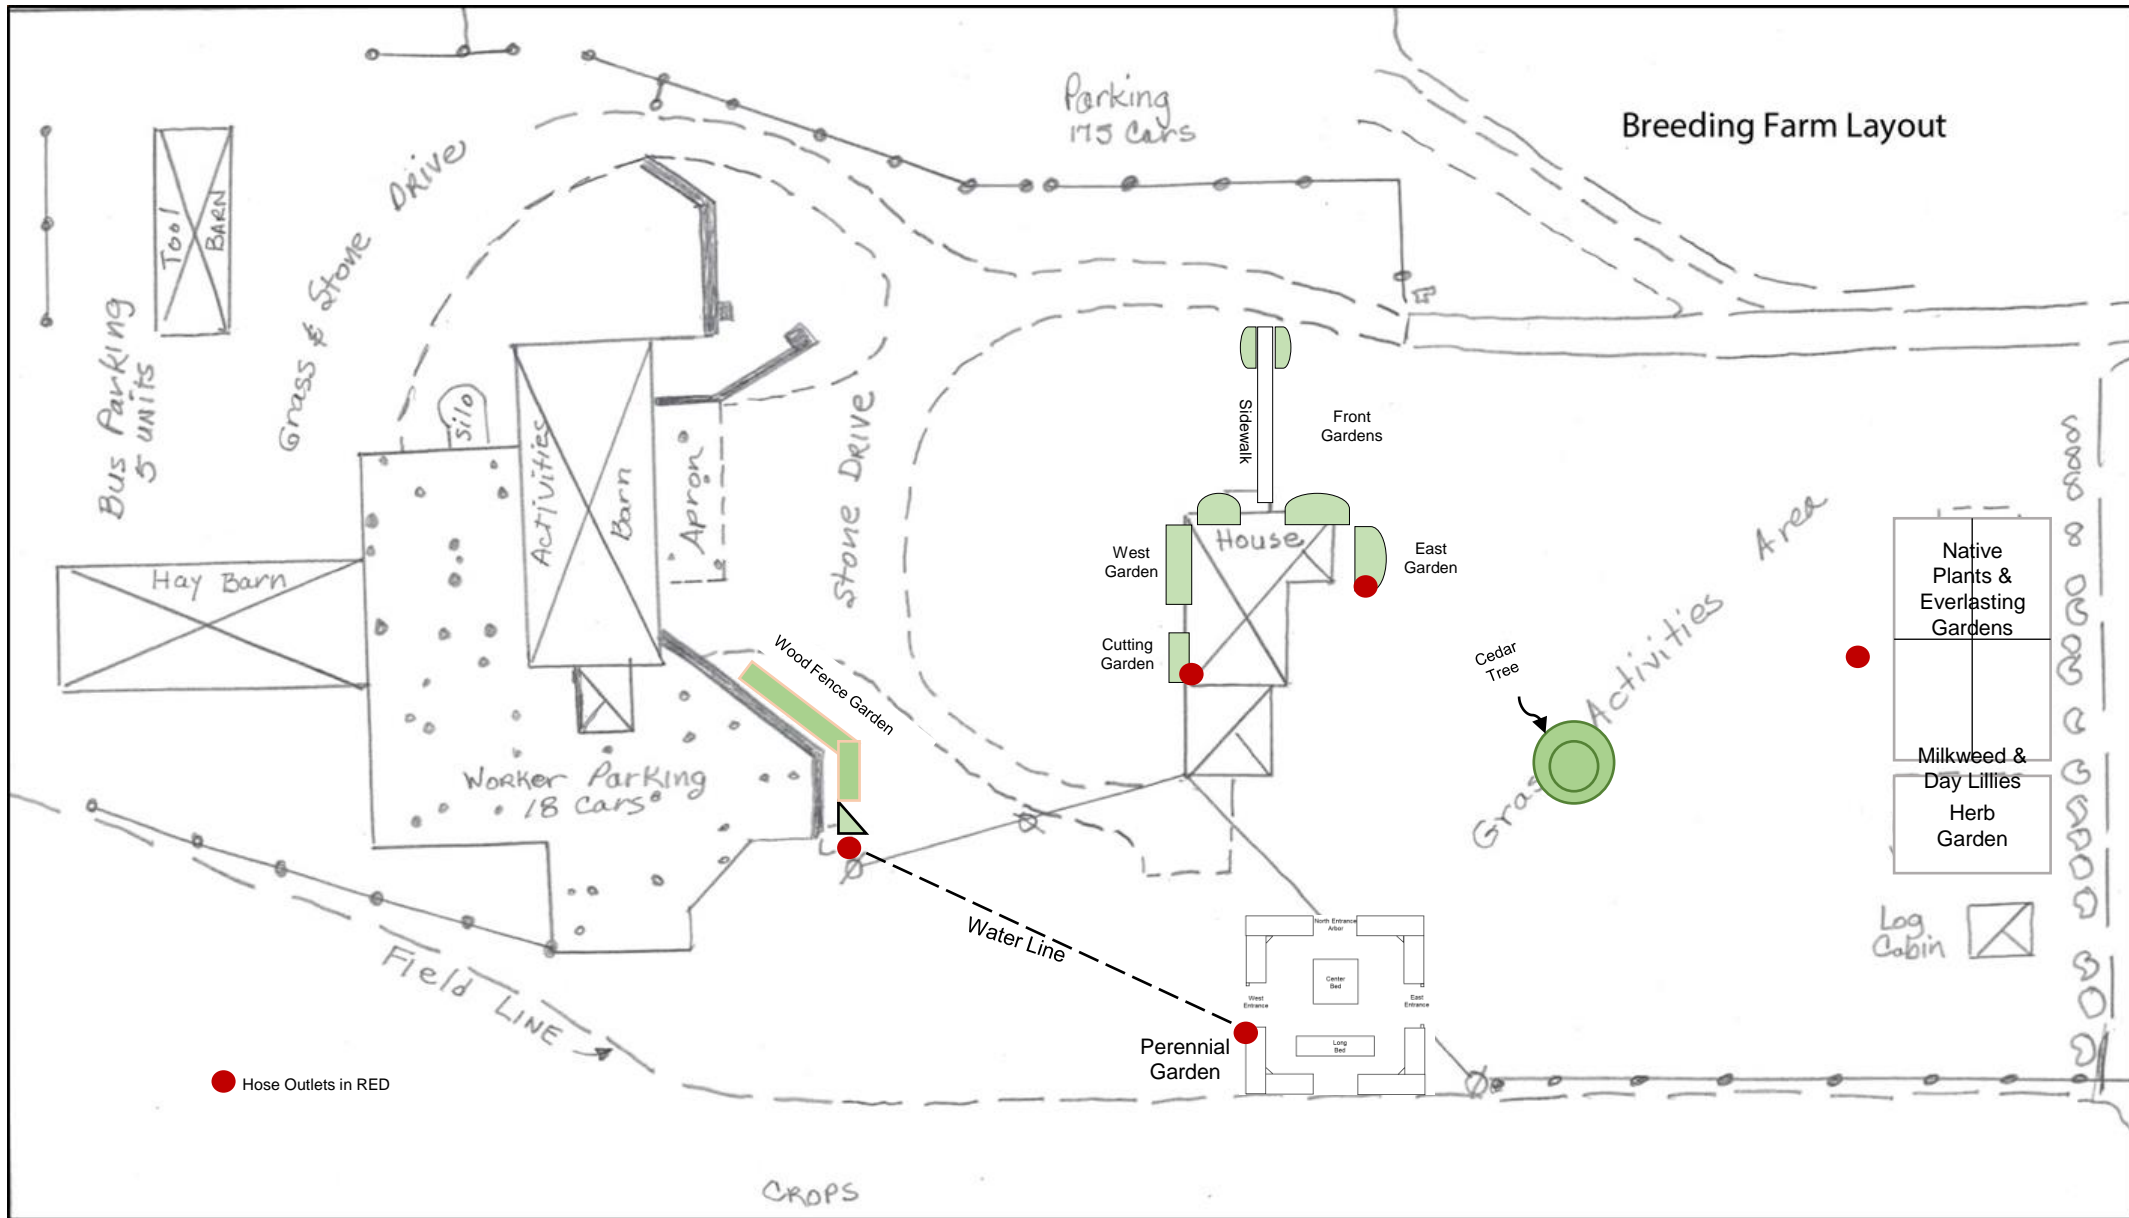 Breeding Farm Layout
Parking
175 Cars
Tool
BARN
Grass & Stone DRIVE
Bus Parking
5 UNITS
Silo
Activities
Barn
Apron
Stone DRIVE
Hay Barn
Worker Parking
18 Cars
Wood Fence Garden
Sidewalk
Front
Gardens
House
West
Garden
East
Garden
Cutting
Garden
Cedar
Tree
Grass Activities Area
Native
Plants &
Everlasting
Gardens
Milkweed &
Day Lillies
Herb
Garden
Log
Cabin
Water Line
North Entrance
Arbor
Center
Bed
West
Entrance
East
Entrance
Long
Bed
Perennial
Garden
Field LINE
Hose Outlets in RED
CROPS